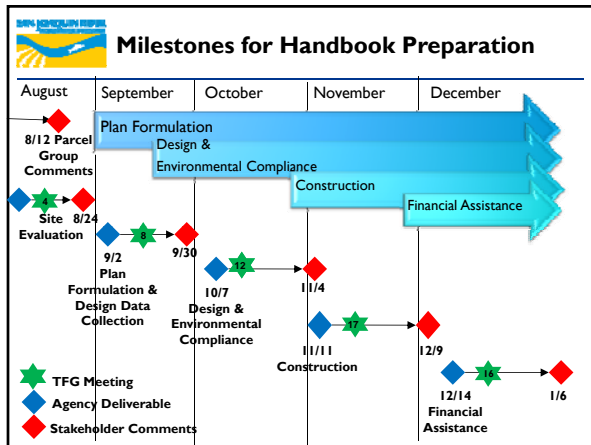 SAN JOAQUIN RIVER
Milestones for Handbook Preparation
August
September
October
November
December
8/12 Parcel
Group
Comments
Plan Formulation
Design &
Environmental Compliance
Construction
Financial Assistance
4
8/24
Site
Evaluation
8
9/2
9/30
Plan
Formulation &
Design Data
Collection
12
10/7
11/4
Design &
Environmental
Compliance
17
11/11
12/9
Construction
16
12/14
1/6
Financial
Assistance
TFG Meeting
Agency Deliverable
Stakeholder Comments